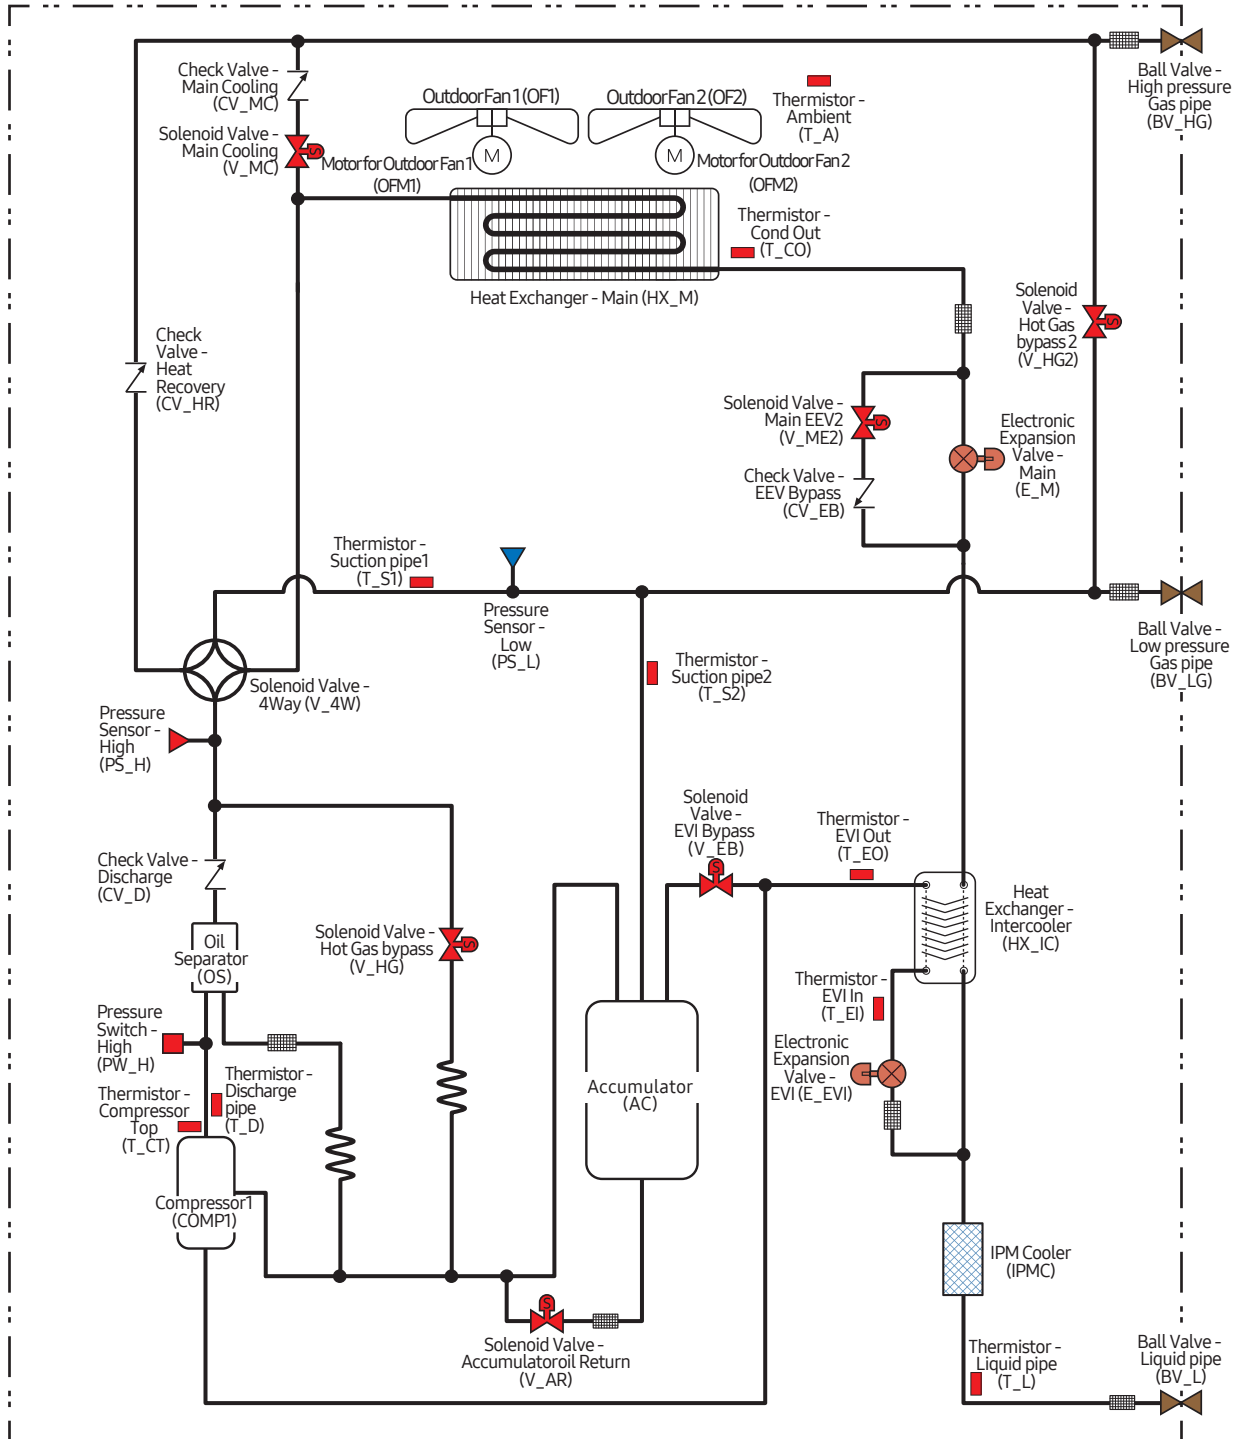 Check Valve -
Main Cooling
(CV_MC)
Solenoid Valve -
Main Cooling
(V_MC)
OutdoorFan 1 (OF1)
M
Motor for Outdoor Fan 1
(OFM1)
OutdoorFan 2 (OF2)
M
Motor for Outdoor Fan 2
(OFM2)
Thermistor -
Ambient
(T_A)
Ball Valve -
High pressure
Gas pipe
(BV_HG)
S
Thermistor -
Cond Out
(T_CO)
Heat Exchanger - Main (HX_M)
Solenoid
Valve -
Hot Gas
bypass 2
(V_HG2)
S
Check
Valve -
Heat
Recovery
(CV_HR)
Solenoid Valve -
Main EEV2
(V_ME2)
S
Electronic
Expansion
Valve -
Main
(E_M)
Check Valve -
EEV Bypass
(CV_EB)
Thermistor -
Suction pipe1
(T_S1)
Pressure
Sensor -
Low
(PS_L)
Thermistor -
Suction pipe2
(T_S2)
Ball Valve -
Low pressure
Gas pipe
(BV_LG)
Solenoid Valve -
4Way (V_4W)
Pressure
Sensor -
High
(PS_H)
Solenoid
Valve -
EVI Bypass
(V_EB)
S
Thermistor -
EVI Out
(T_EO)
Check Valve -
Discharge
(CV_D)
Heat
Exchanger -
Intercooler
(HX_IC)
Oil
Separator
(OS)
Solenoid Valve -
Hot Gas bypass
(V_HG)
S
Thermistor -
EVI In
(T_EI)
Pressure
Switch -
High
(PW_H)
Electronic
Expansion
Valve -
EVI (E_EVI)
Thermistor -
Discharge
pipe
(T_D)
Thermistor -
Compressor
Top
(T_CT)
Accumulator
(AC)
Compressor1
(COMP1)
IPM Cooler
(IPMC)
S
Solenoid Valve -
Accumulatoroil Return
(V_AR)
Thermistor -
Liquid pipe
(T_L)
Ball Valve -
Liquid pipe
(BV_L)